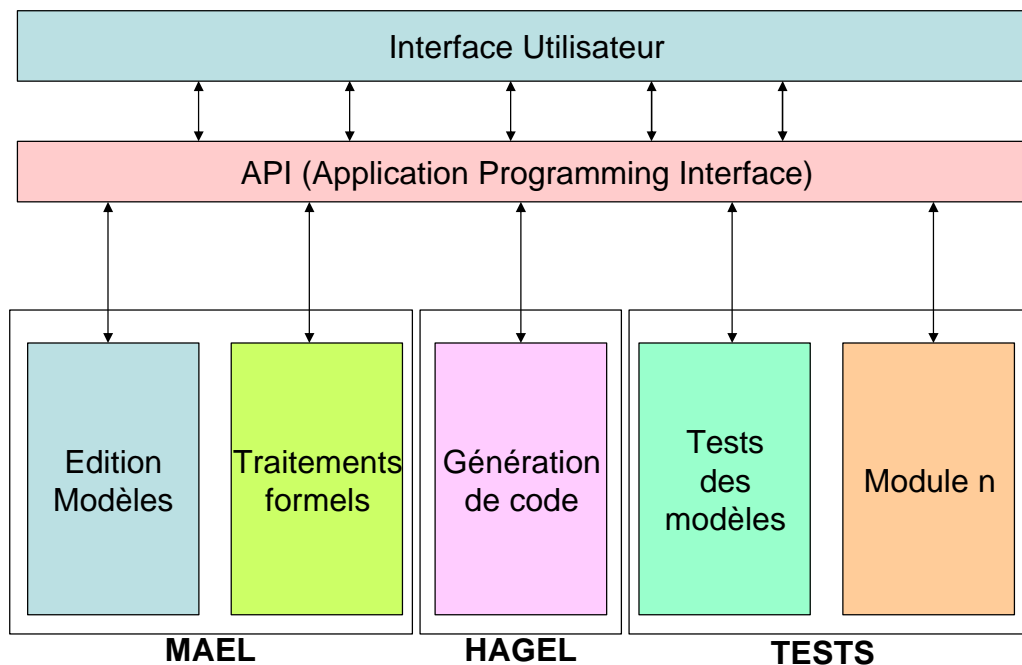 Interface Utilisateur
API (Application Programming Interface)
Edition
Modèles
Traitements
formels
Génération
de code
Tests
des
modèles
Module n
MAEL
HAGEL
TESTS